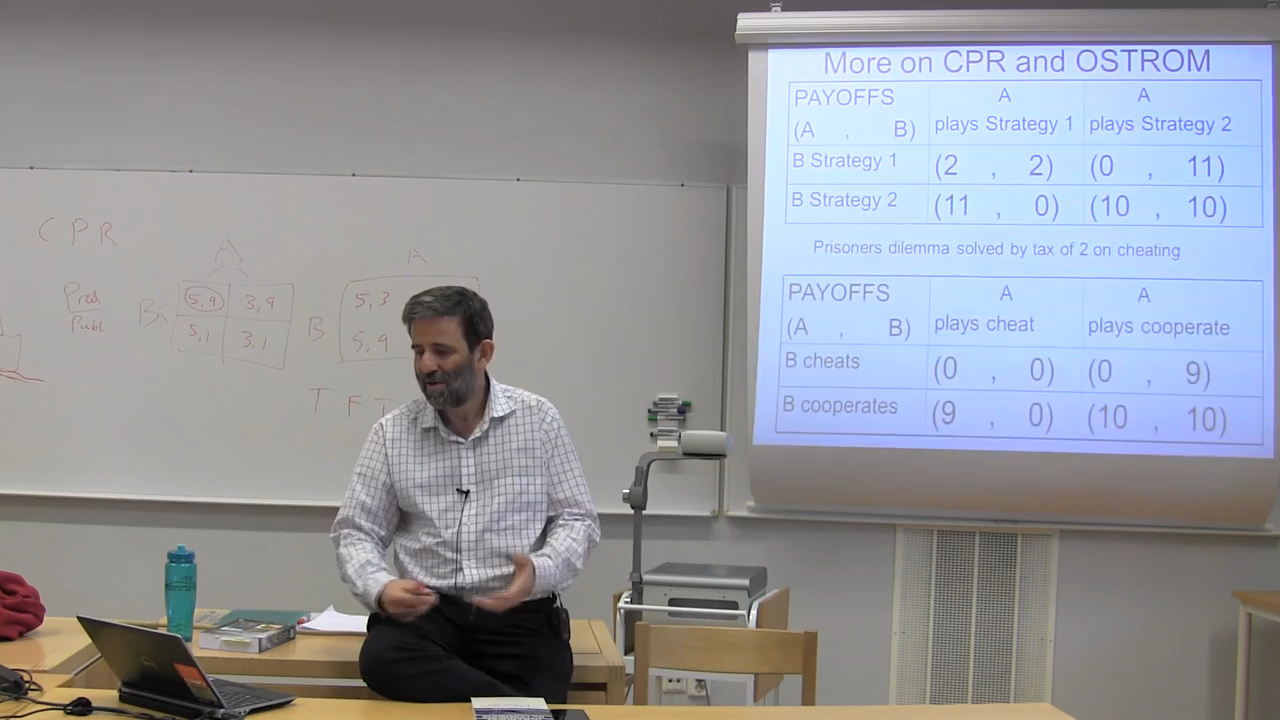 More on CPR and OSTROM
PAYOFFS A A
(A , B) plays Strategy 1 plays Strategy 2
B Strategy 1 (2 , 2) (0 , 11)
B Strategy 2 (11 , 0) (10 , 10)
Prisoners dilemma solved by tax of 2 on cheating
PAYOFFS A A
(A , B) plays cheat plays cooperate
B cheats (0 , 0) (0 , 9)
B cooperates (9 , 0) (10 , 10)
CPR
Prod
Publ
A
B 5,9 3,9
5,1 3,1
A
B 5,3
5,9
T F T